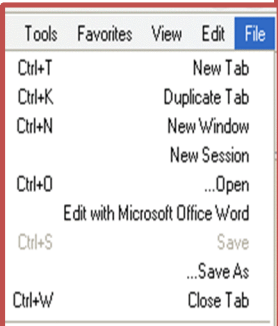 Tools Favorites View Edit File
Ctrl+T New Tab
Ctrl+K Duplicate Tab
Ctrl+N New Window
New Session
Ctrl+O ...Open
Edit with Microsoft Office Word
Ctrl+S Save
...Save As
Ctrl+W Close Tab